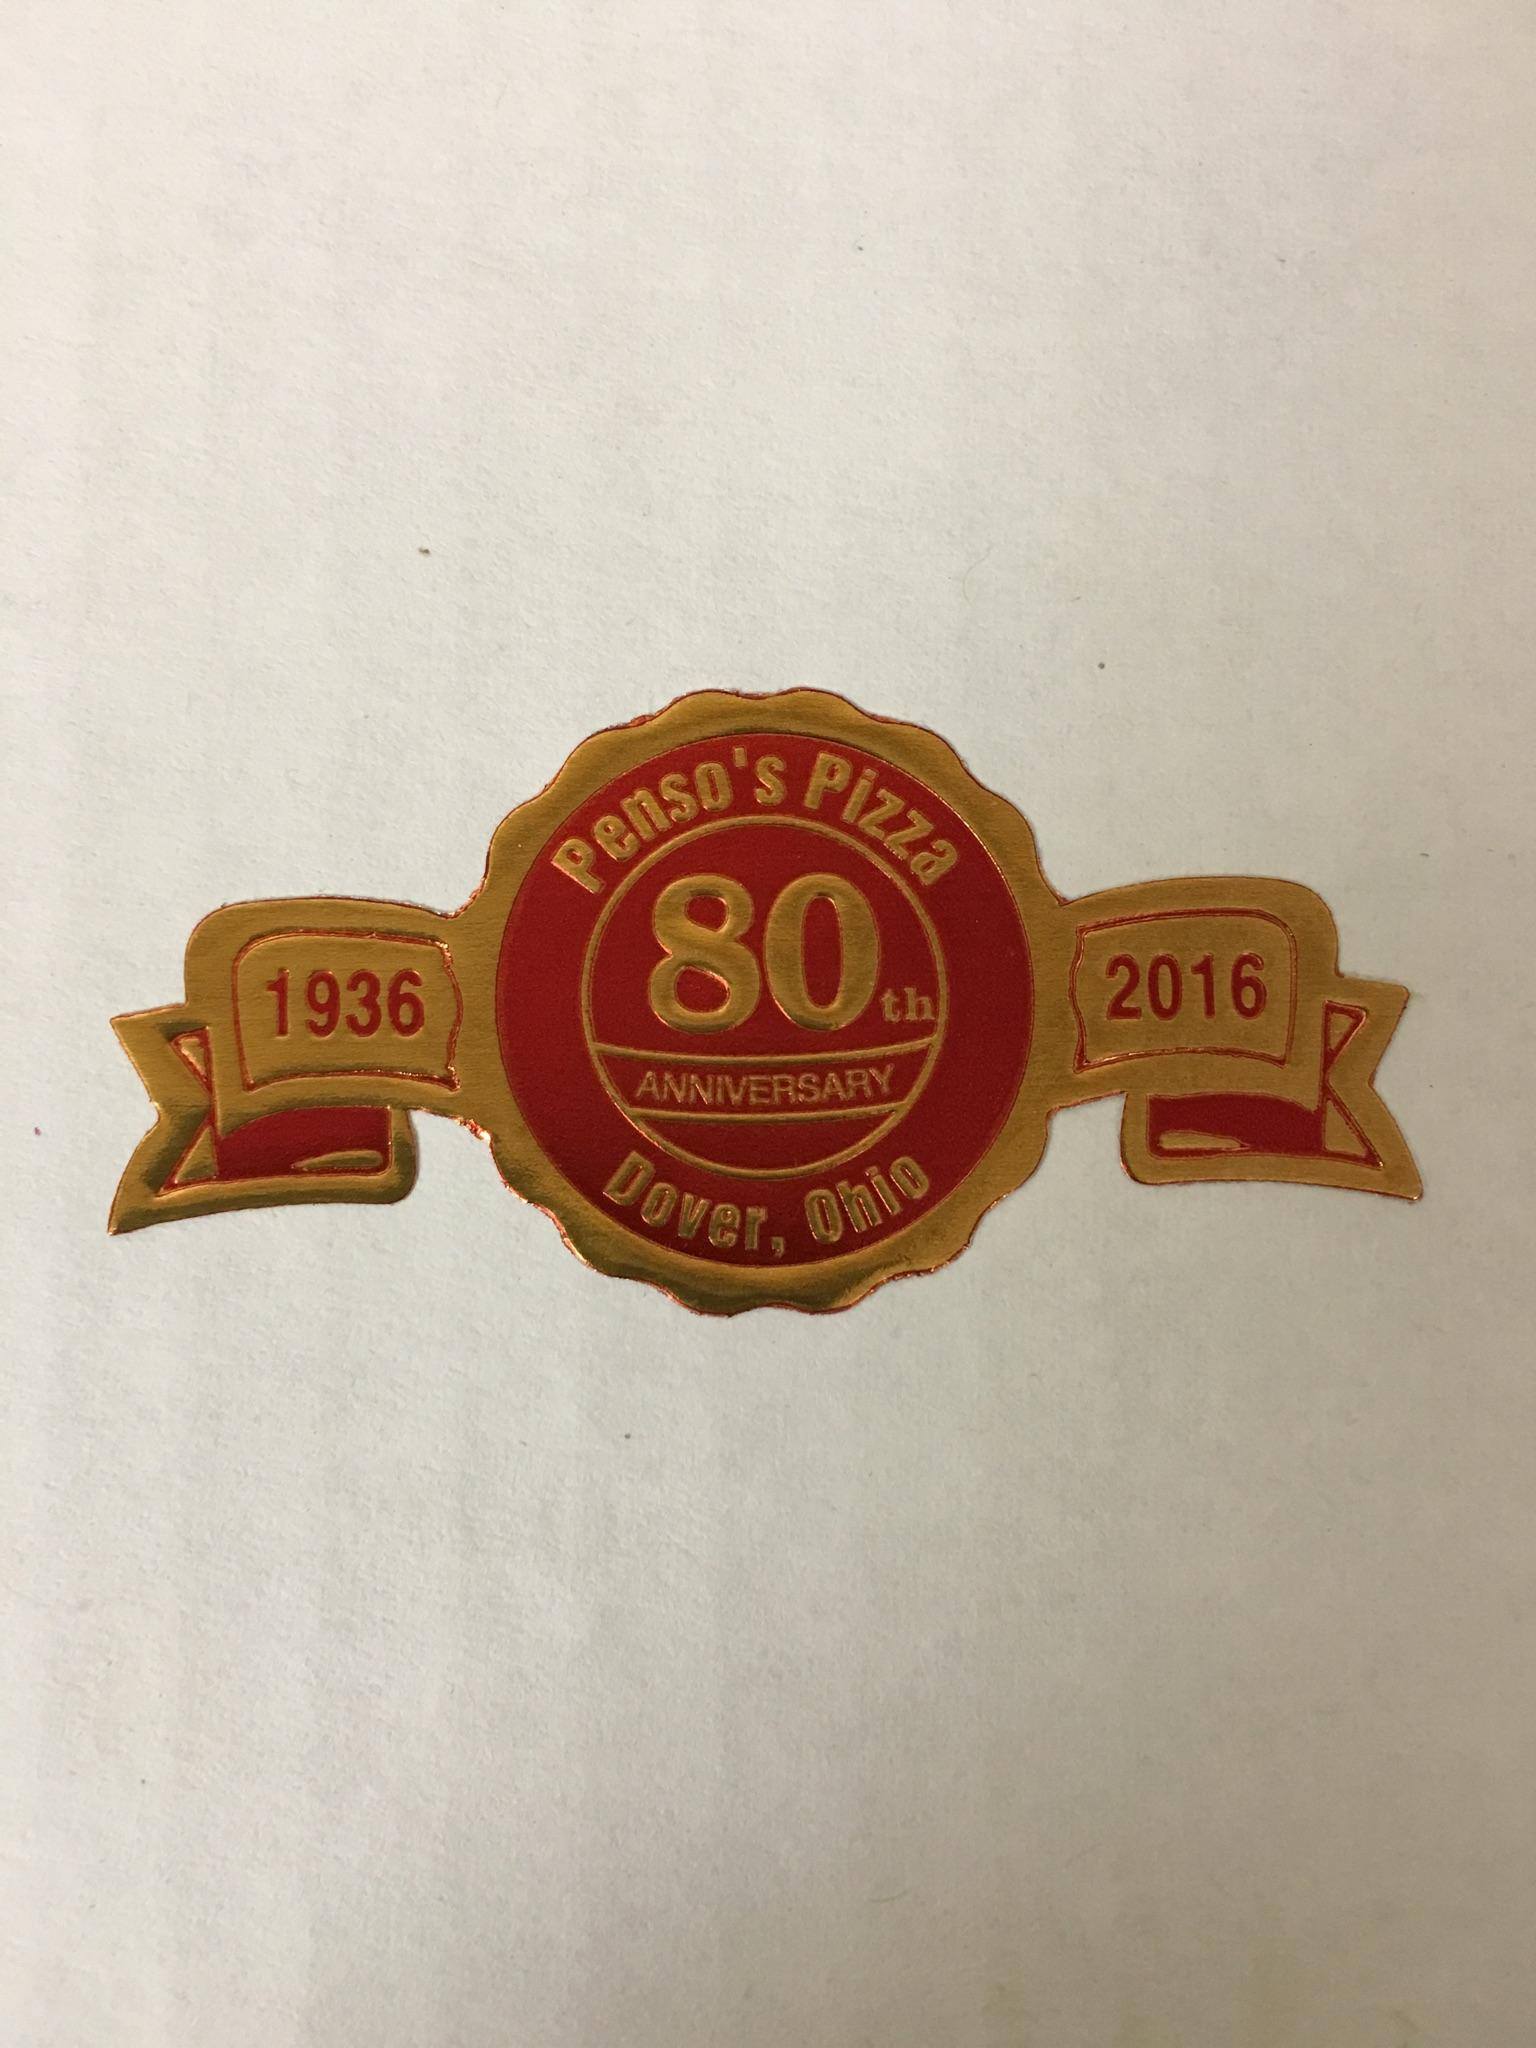 Penso's Pizza
80th
ANNIVERSARY
1936
2016
Dover, Ohio